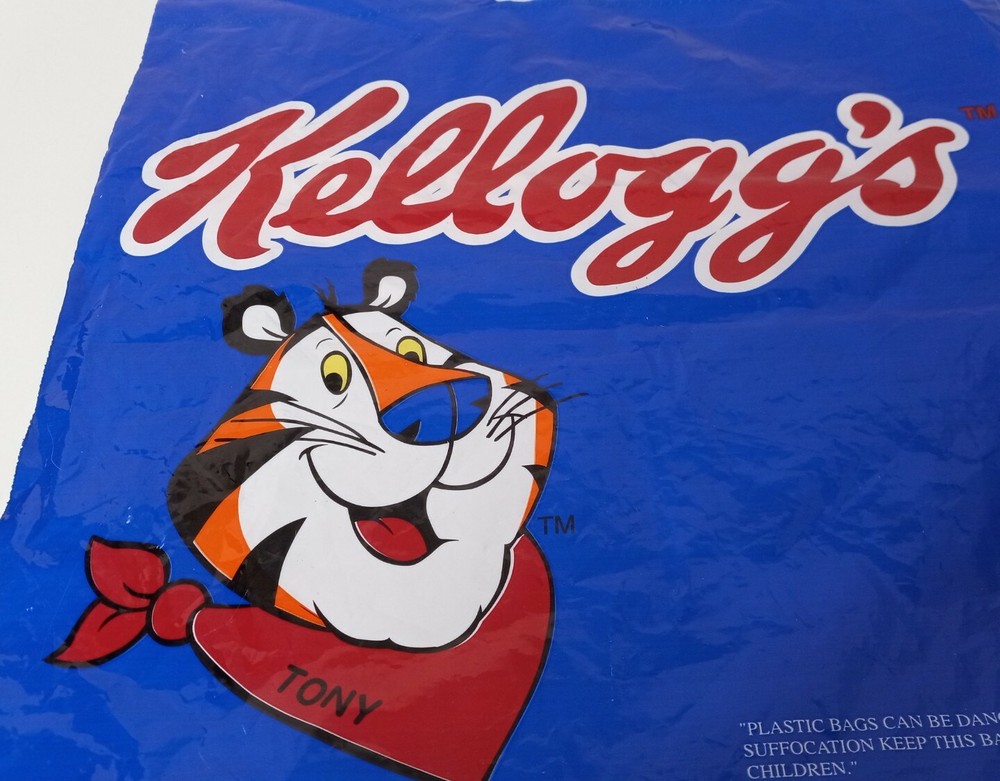 Kellogg's
TM
TM
TONY
"PLASTIC BAGS CAN BE
SUFFOCATION KEEP THIS
CHILDREN."